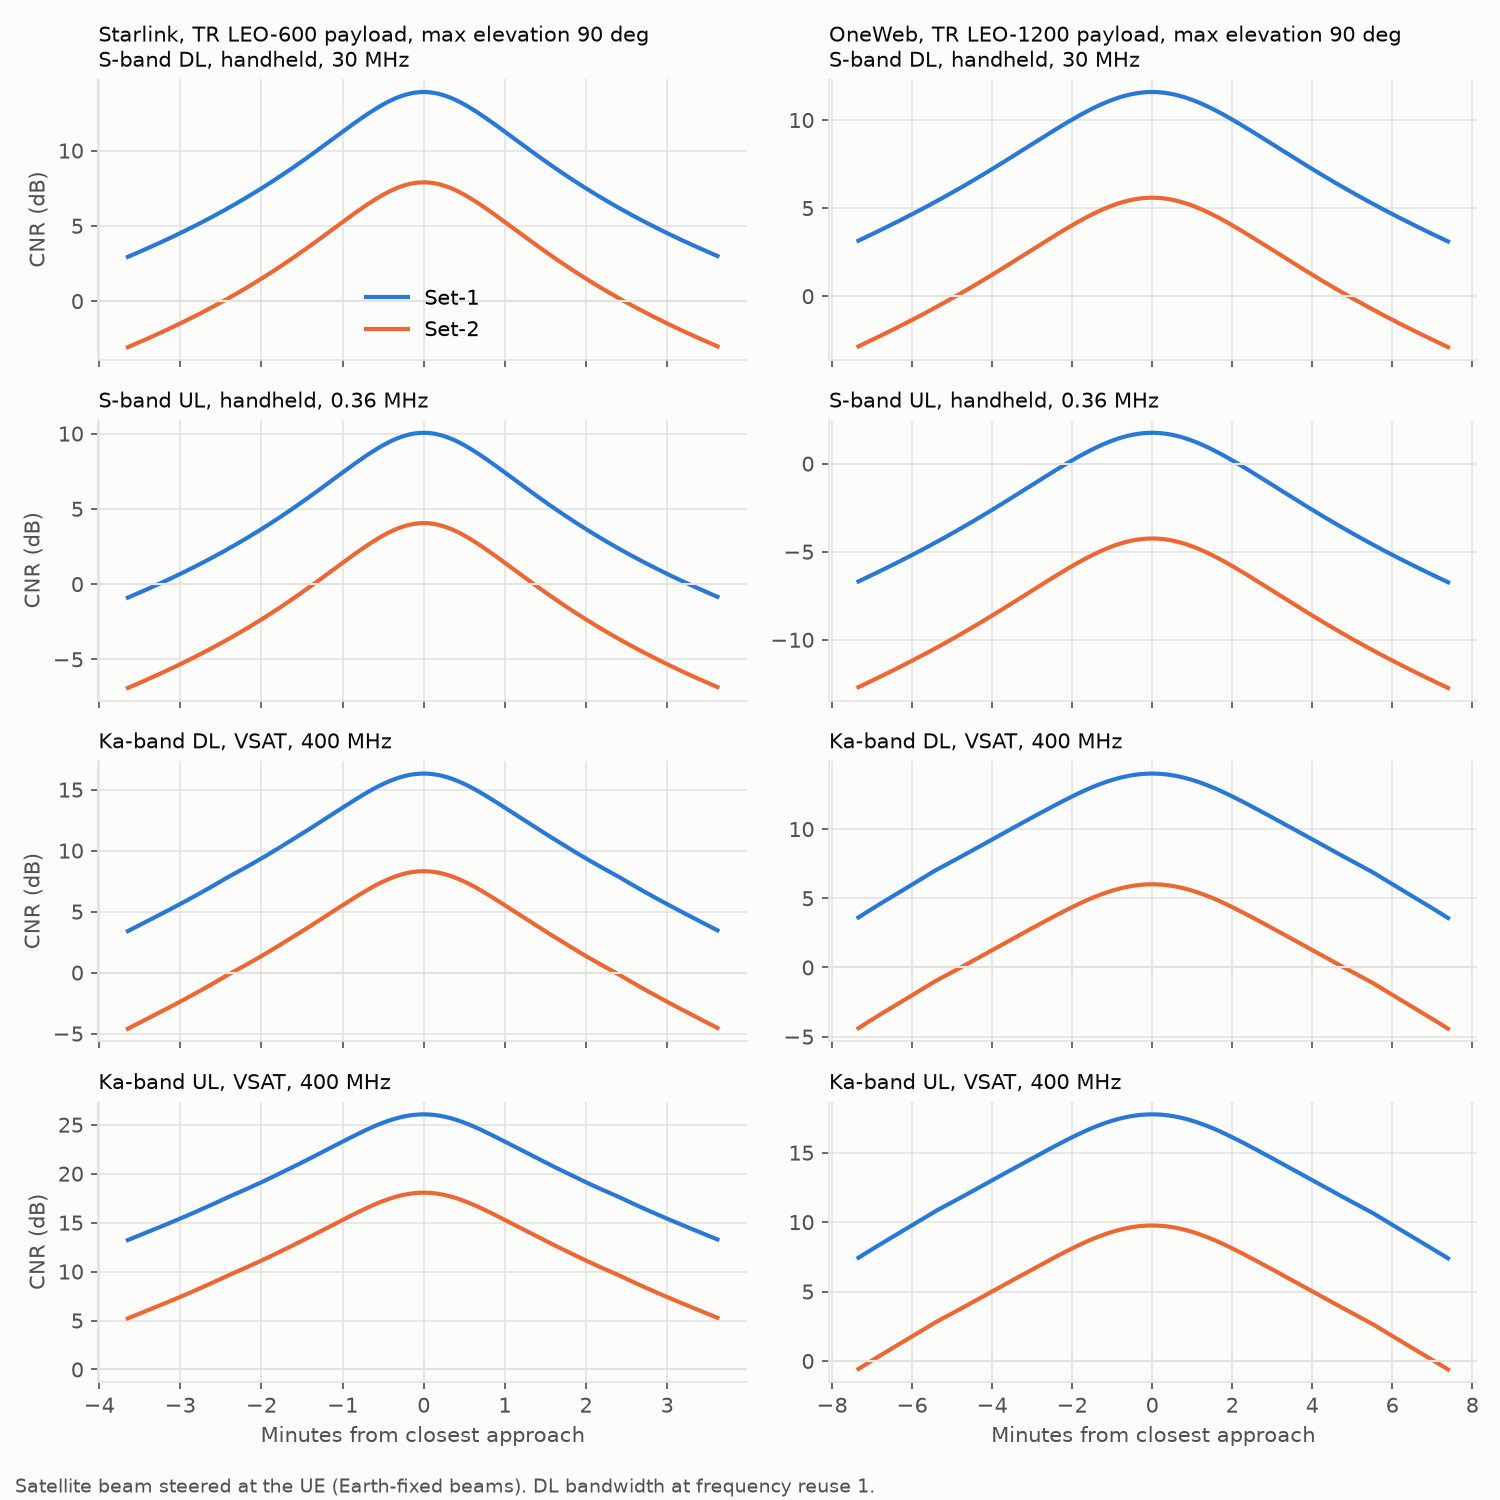 Starlink, TR LEO-600 payload, max elevation 90 deg
S-band DL, handheld, 30 MHz
CNR (dB)
10
5
0
Set-1
Set-2
OneWeb, TR LEO-1200 payload, max elevation 90 deg
S-band DL, handheld, 30 MHz
10
5
0
S-band UL, handheld, 0.36 MHz
CNR (dB)
10
5
0
−5
S-band UL, handheld, 0.36 MHz
0
−5
−10
Ka-band DL, VSAT, 400 MHz
CNR (dB)
15
10
5
0
−5
Ka-band DL, VSAT, 400 MHz
10
5
0
−5
Ka-band UL, VSAT, 400 MHz
CNR (dB)
25
20
15
10
5
0
−4 −3 −2 −1 0 1 2 3
Minutes from closest approach
Ka-band UL, VSAT, 400 MHz
15
10
5
0
−8 −6 −4 −2 0 2 4 6 8
Minutes from closest approach
Satellite beam steered at the UE (Earth-fixed beams). DL bandwidth at frequency reuse 1.